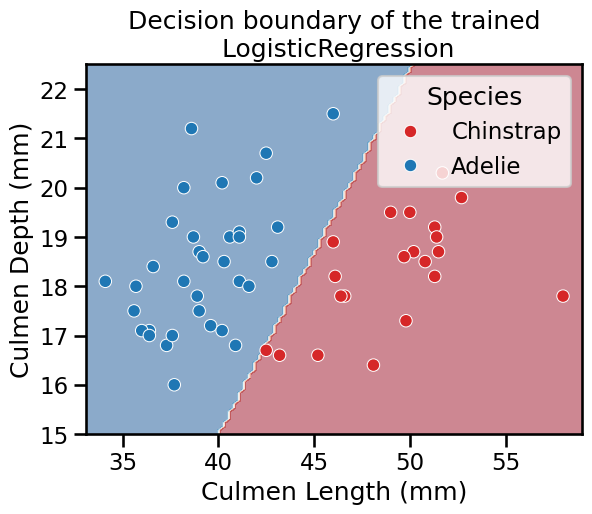 Decision boundary of the trained
LogisticRegression
Species
Chinstrap
Adelie
Culmen Depth (mm)
22
21
20
19
18
17
16
15
35
40
45
50
55
Culmen Length (mm)